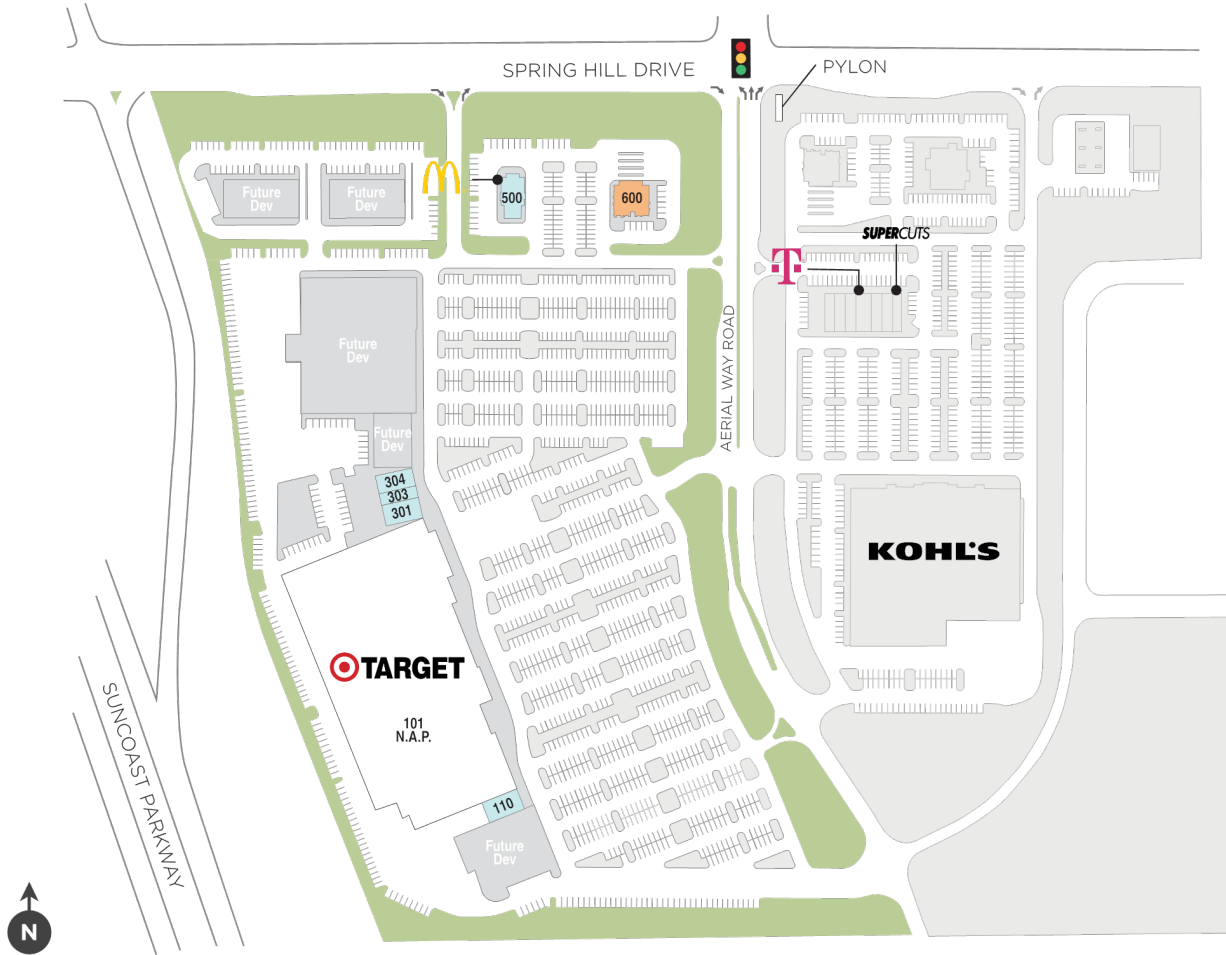 SPRING HILL DRIVE
PYLON
Future
Dev
Future
Dev
500
600
SUPERCUTS
T
Future
Dev
AERIAL WAY ROAD
Future
Dev
304
303
301
KOHL'S
TARGET
101
N.A.P.
SUNCOAST PARKWAY
110
Future
Dev
N